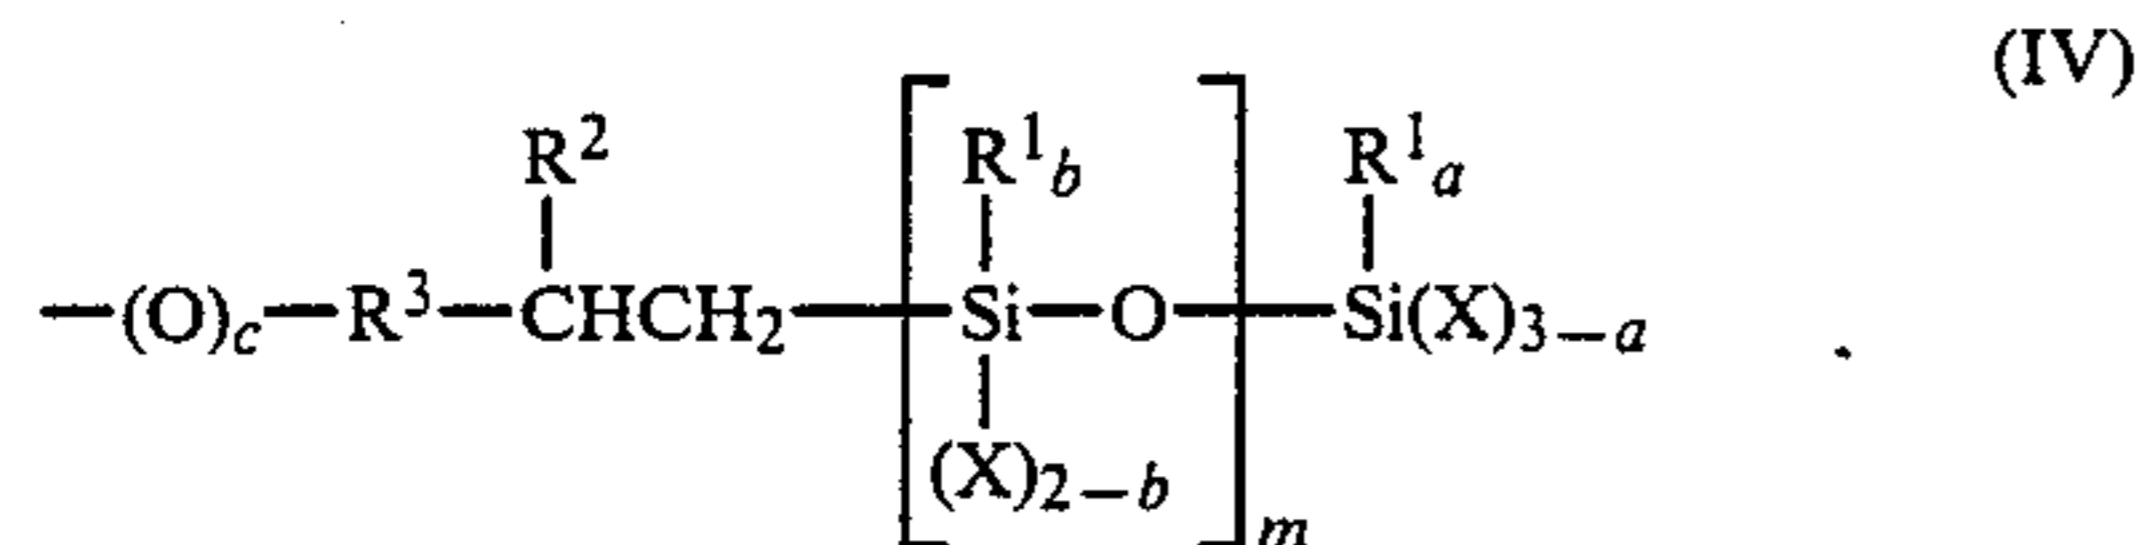 (IV)
R²   R¹b   R¹a
—(O)c—R³—CHCH₂—[Si—O]m—Si(X)3−a
(X)2−b